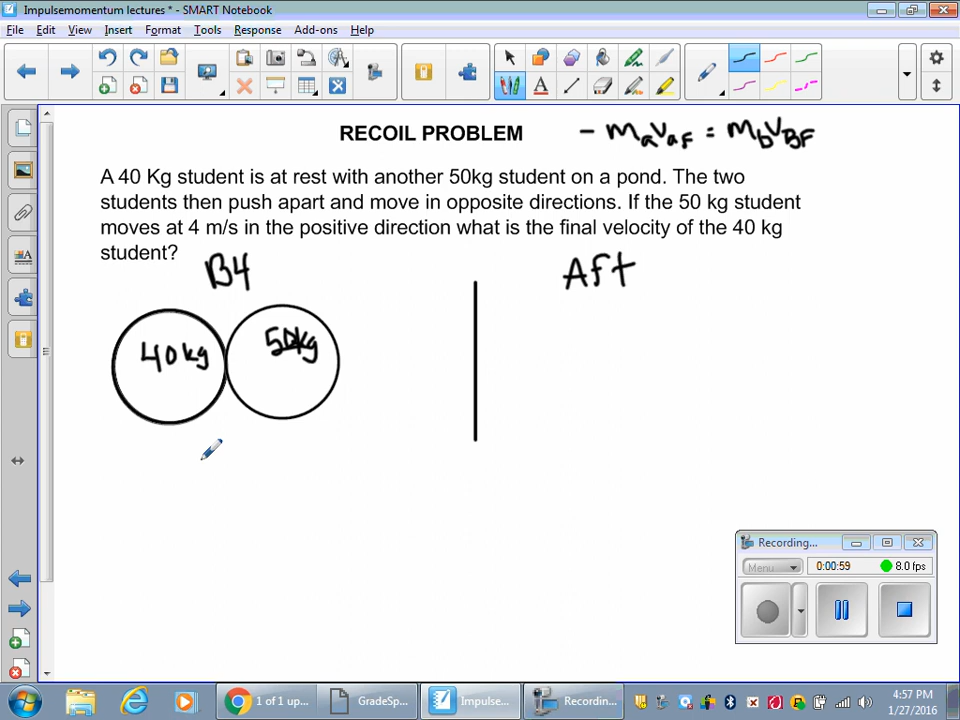 Impulsemomentum lectures * - SMART Notebook
File Edit View Insert Format Tools Response Add-ons Help
RECOIL PROBLEM - maVaF = mbVBF
A 40 Kg student is at rest with another 50kg student on a pond. The two
students then push apart and move in opposite directions. If the 50 kg student
moves at 4 m/s in the positive direction what is the final velocity of the 40 kg
student?
B4 Aft
40kg 50kg
Recording...
Menu 0:00:59 8.0 fps
1 of 1 up... GradeSp... Impulse... Recordin... 4:57 PM
1/27/2016